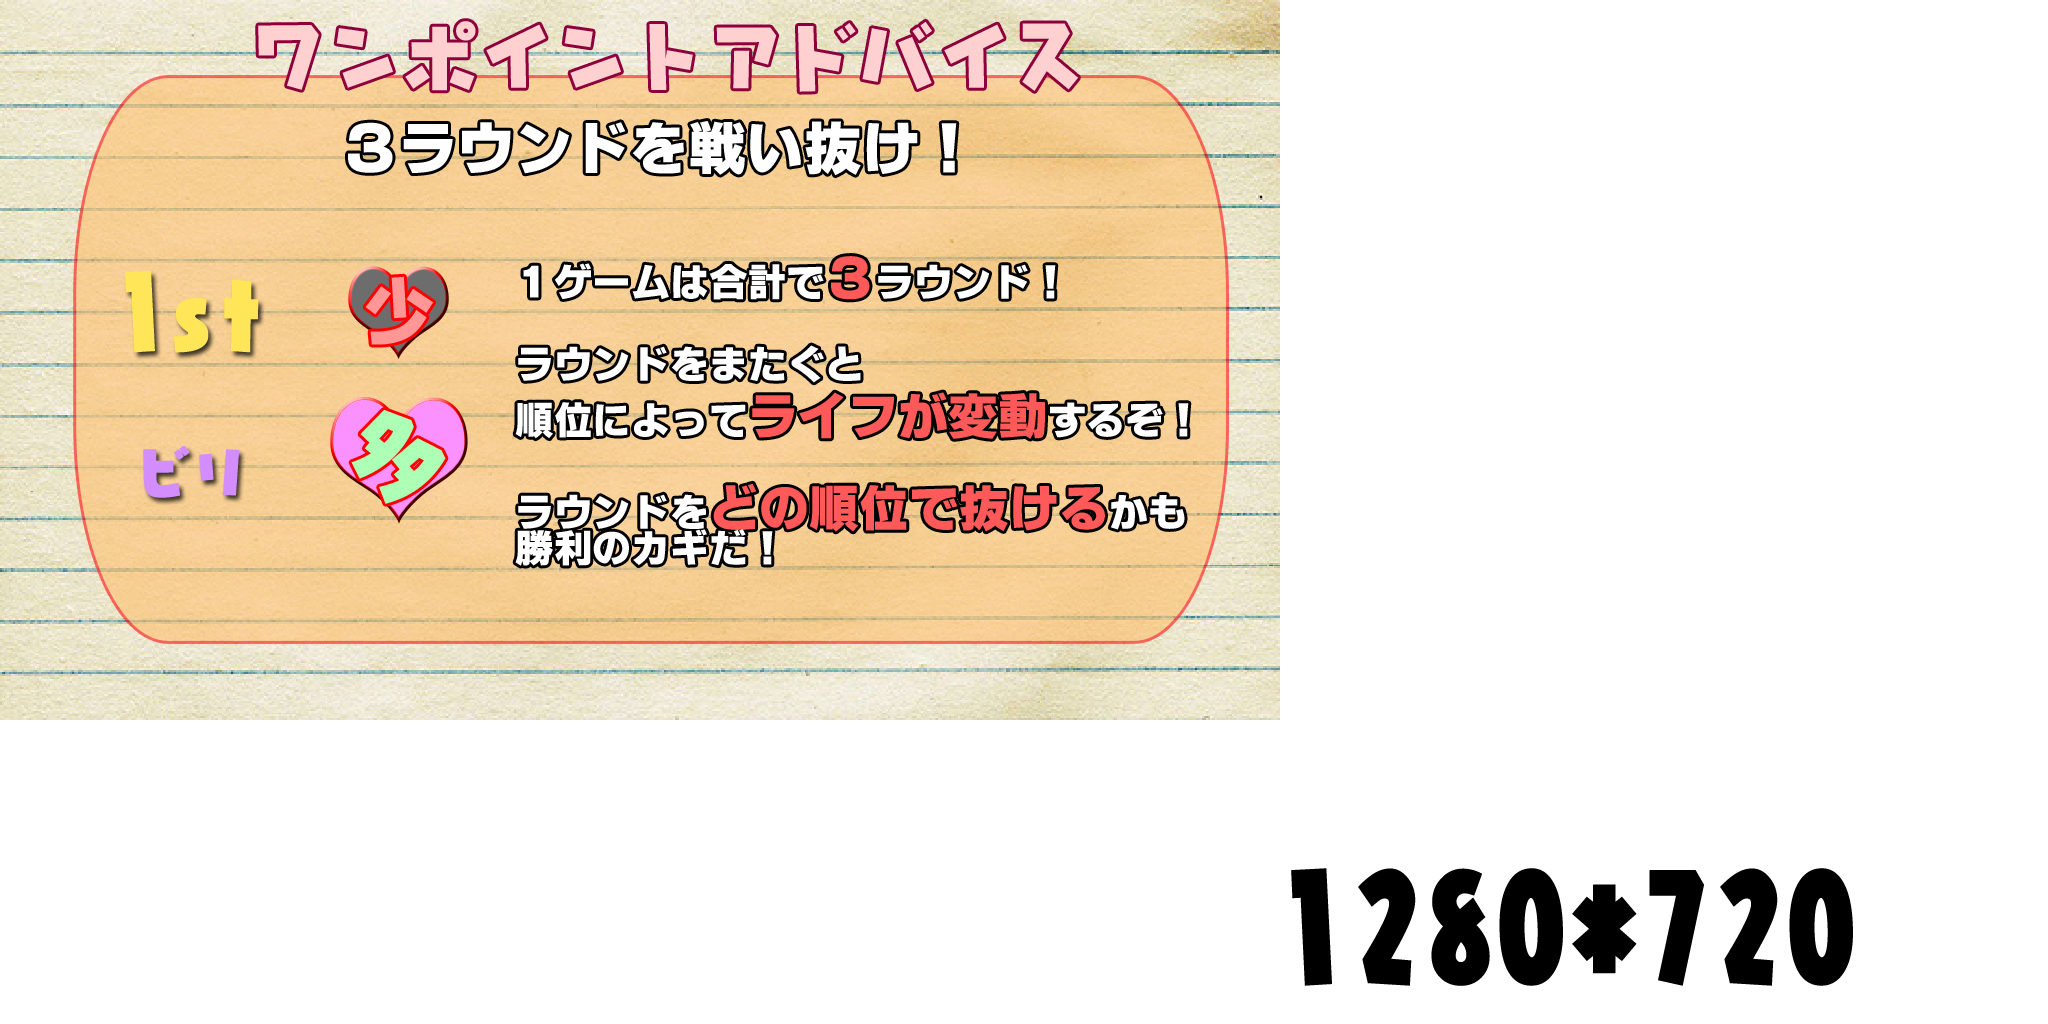 ワンポイントアドバイス
３ラウンドを戦い抜け！
1st
少
１ゲームは合計で３ラウンド！
ラウンドをまたぐと
順位によってライフが変動するぞ！
ビリ
多
ラウンドをどの順位で抜けるかも
勝利のカギだ！
1280*720